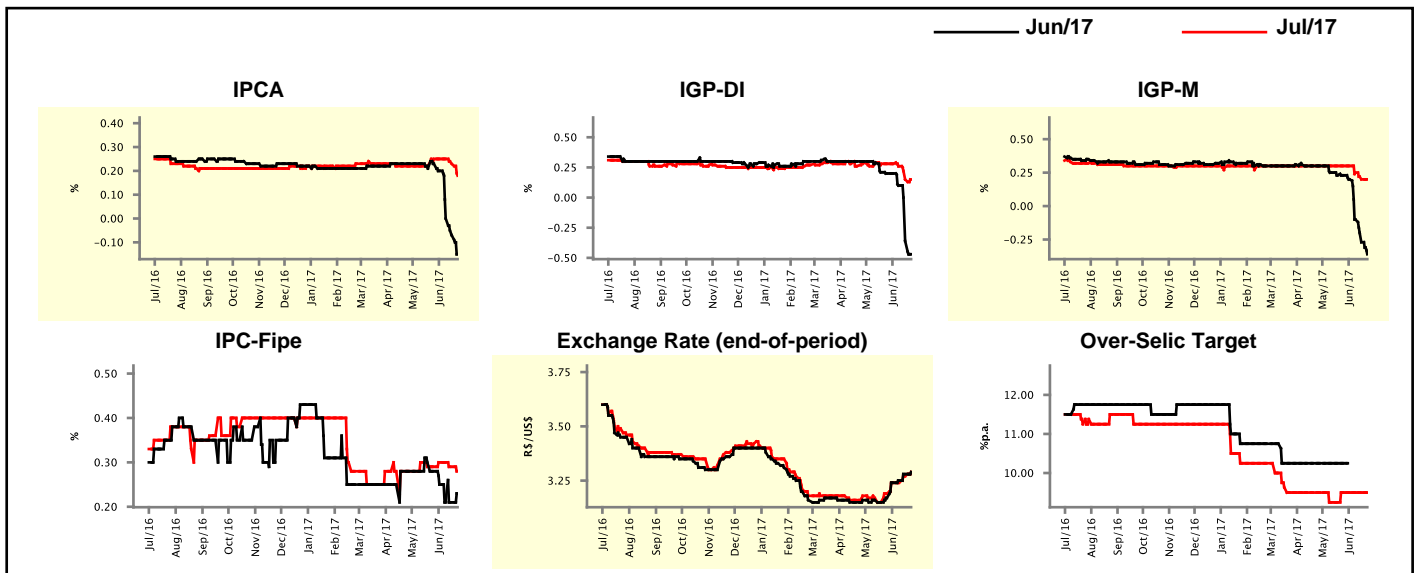 Jun/17 Jul/17
IPCA IGP-DI IGP-M
%
0.40
0.30
0.20
0.10
0.00
−0.10
Jul/16 Aug/16 Sep/16 Oct/16 Nov/16 Dec/16 Jan/17 Feb/17 Mar/17 Apr/17 May/17 Jun/17
%
0.50
0.25
0.00
−0.25
−0.50
Jul/16 Aug/16 Sep/16 Oct/16 Nov/16 Dec/16 Jan/17 Feb/17 Mar/17 Apr/17 May/17 Jun/17
%
0.50
0.25
0.00
−0.25
Jul/16 Aug/16 Sep/16 Oct/16 Nov/16 Dec/16 Jan/17 Feb/17 Mar/17 Apr/17 May/17 Jun/17
IPC-Fipe Exchange Rate (end-of-period) Over-Selic Target
%
0.50
0.40
0.30
0.20
Jul/16 Aug/16 Sep/16 Oct/16 Nov/16 Dec/16 Jan/17 Feb/17 Mar/17 Apr/17 May/17 Jun/17
R$/US$
3.75
3.50
3.25
Jul/16 Aug/16 Sep/16 Oct/16 Nov/16 Dec/16 Jan/17 Feb/17 Mar/17 Apr/17 May/17 Jun/17
%p.a.
12.00
11.00
10.00
Jul/16 Aug/16 Sep/16 Oct/16 Nov/16 Dec/16 Jan/17 Feb/17 Mar/17 Apr/17 May/17 Jun/17